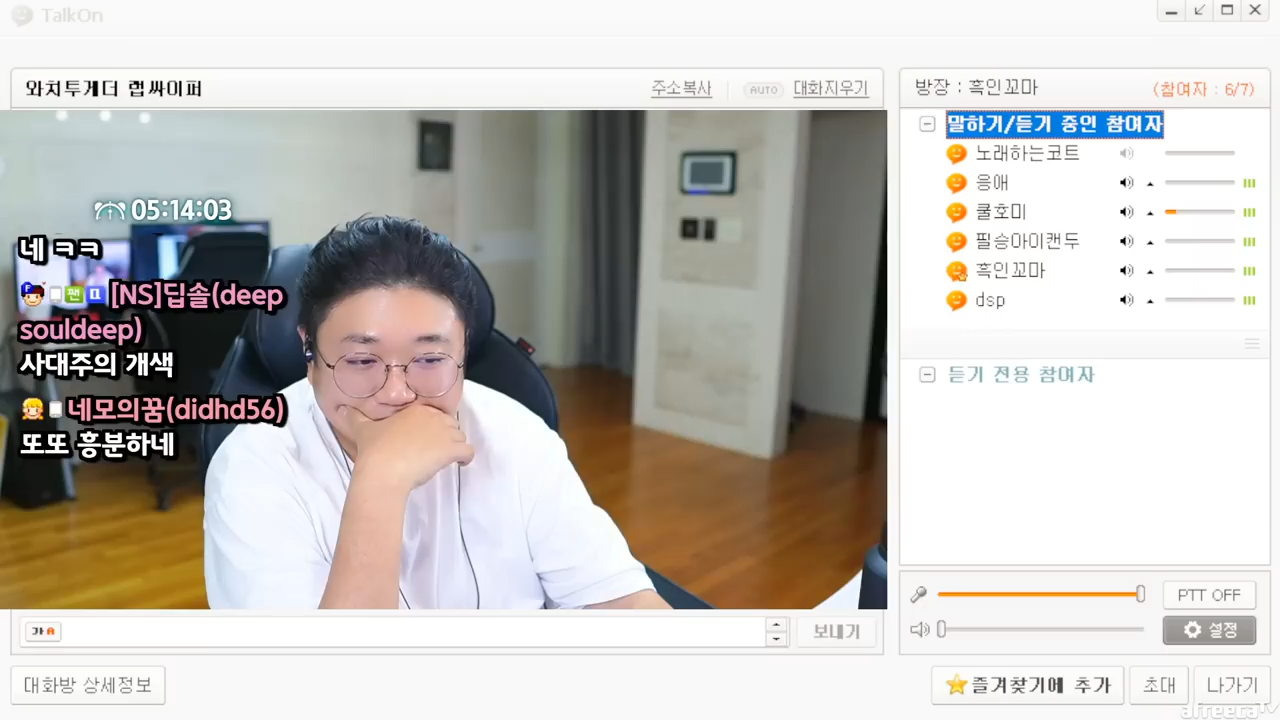 TalkOn
와치투게더 랩싸이퍼
주소복사
AUTO
대화지우기
05:14:03
네 ㅋㅋ
팬 [NS]딥솔(deep
souldeep)
사대주의 개색
네모의꿈(didhd56)
또또 흥분하네
가
보내기
대화방 상세정보
방장 : 흑인꼬마
(참여자 : 6/7)
말하기/듣기 중인 참여자
노래하는코트
응애
쿨호미
필승아이캔두
흑인꼬마
dsp
듣기 전용 참여자
PTT OFF
설정
즐겨찾기에 추가
초대
나가기
afreecaTV